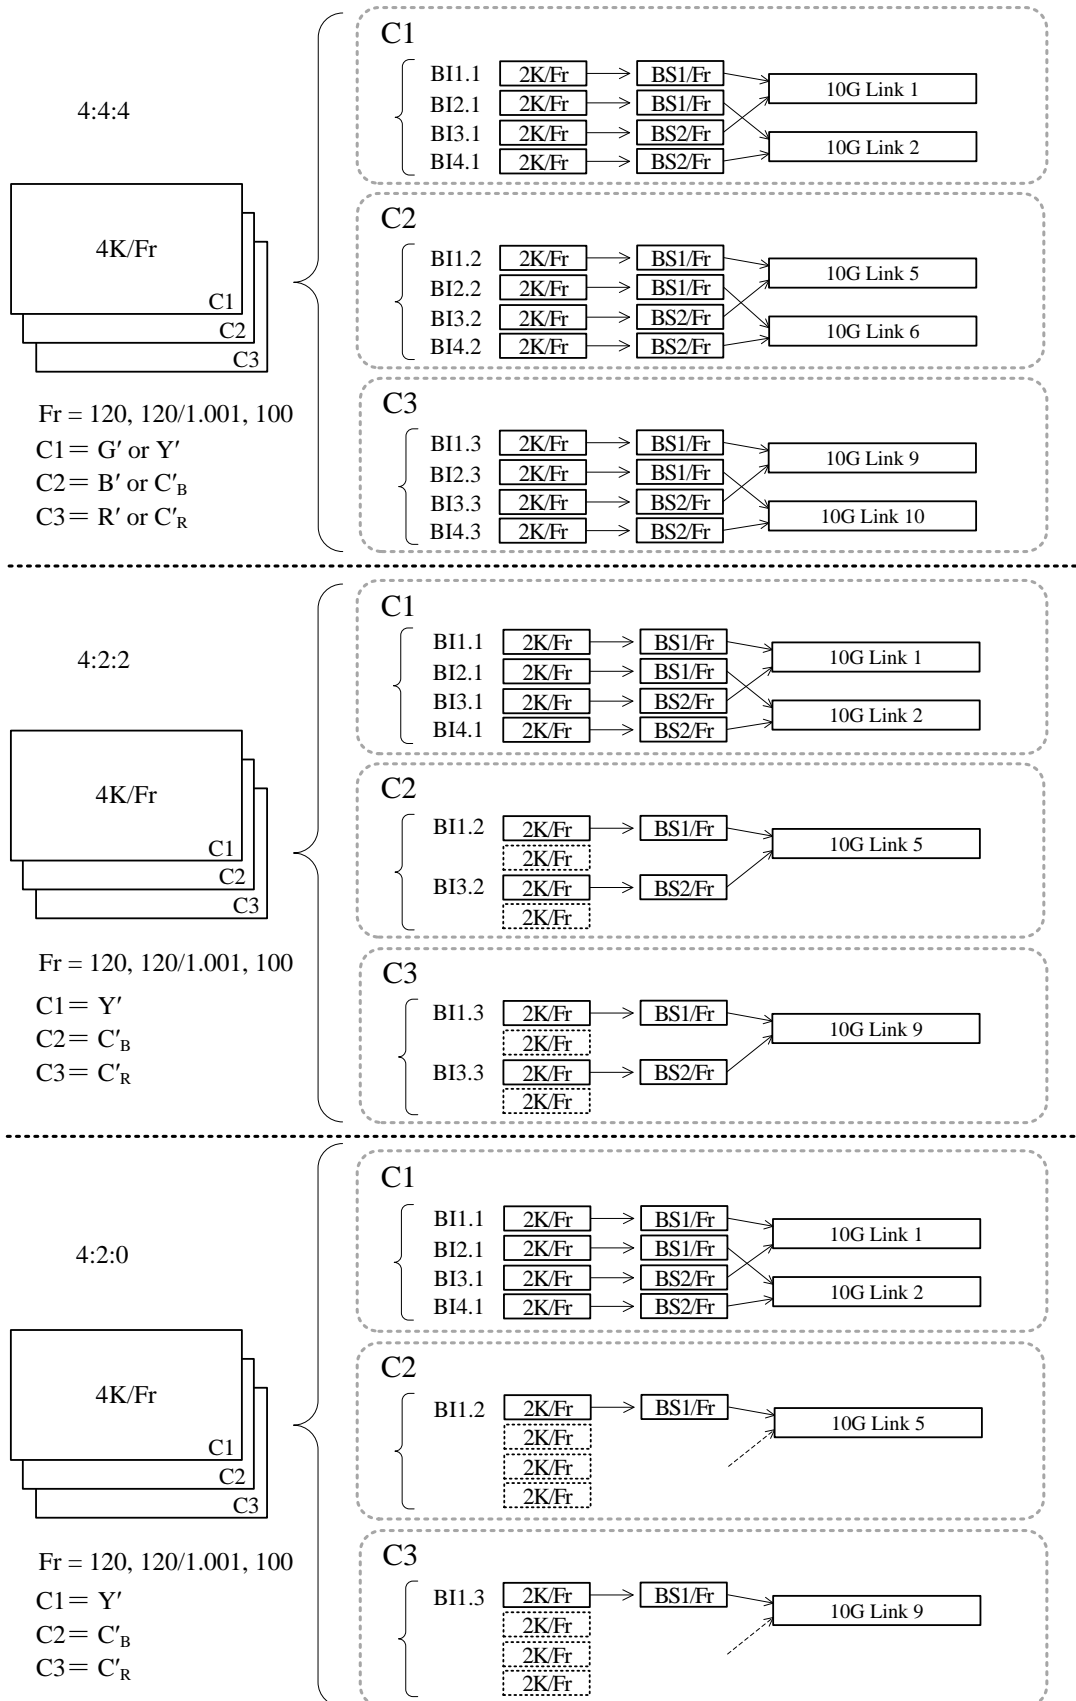 4:4:4
4K/Fr
C1
C2
C3
Fr = 120, 120/1.001, 100
C1＝ G′ or Y′
C2＝ B′ or C′B
C3＝ R′ or C′R
C1
BI1.1 2K/Fr BS1/Fr
BI2.1 2K/Fr BS1/Fr
BI3.1 2K/Fr BS2/Fr
BI4.1 2K/Fr BS2/Fr
10G Link 1
10G Link 2
C2
BI1.2 2K/Fr BS1/Fr
BI2.2 2K/Fr BS1/Fr
BI3.2 2K/Fr BS2/Fr
BI4.2 2K/Fr BS2/Fr
10G Link 5
10G Link 6
C3
BI1.3 2K/Fr BS1/Fr
BI2.3 2K/Fr BS1/Fr
BI3.3 2K/Fr BS2/Fr
BI4.3 2K/Fr BS2/Fr
10G Link 9
10G Link 10
4:2:2
4K/Fr
C1
C2
C3
Fr = 120, 120/1.001, 100
C1＝ Y′
C2＝ C′B
C3＝ C′R
C1
BI1.1 2K/Fr BS1/Fr
BI2.1 2K/Fr BS1/Fr
BI3.1 2K/Fr BS2/Fr
BI4.1 2K/Fr BS2/Fr
10G Link 1
10G Link 2
C2
BI1.2 2K/Fr BS1/Fr
2K/Fr
BI3.2 2K/Fr BS2/Fr
2K/Fr
10G Link 5
C3
BI1.3 2K/Fr BS1/Fr
2K/Fr
BI3.3 2K/Fr BS2/Fr
2K/Fr
10G Link 9
4:2:0
4K/Fr
C1
C2
C3
Fr = 120, 120/1.001, 100
C1＝ Y′
C2＝ C′B
C3＝ C′R
C1
BI1.1 2K/Fr BS1/Fr
BI2.1 2K/Fr BS1/Fr
BI3.1 2K/Fr BS2/Fr
BI4.1 2K/Fr BS2/Fr
10G Link 1
10G Link 2
C2
BI1.2 2K/Fr BS1/Fr
2K/Fr
2K/Fr
2K/Fr
10G Link 5
C3
BI1.3 2K/Fr BS1/Fr
2K/Fr
2K/Fr
2K/Fr
10G Link 9